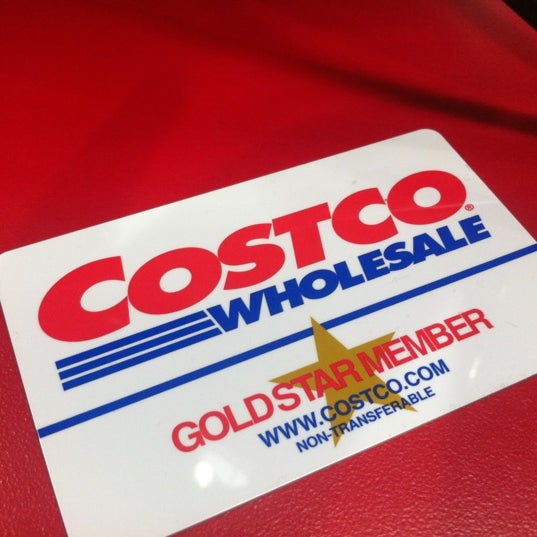 COSTCO®
WHOLESALE
GOLD STAR MEMBER
WWW.COSTCO.COM
NON-TRANSFERABLE